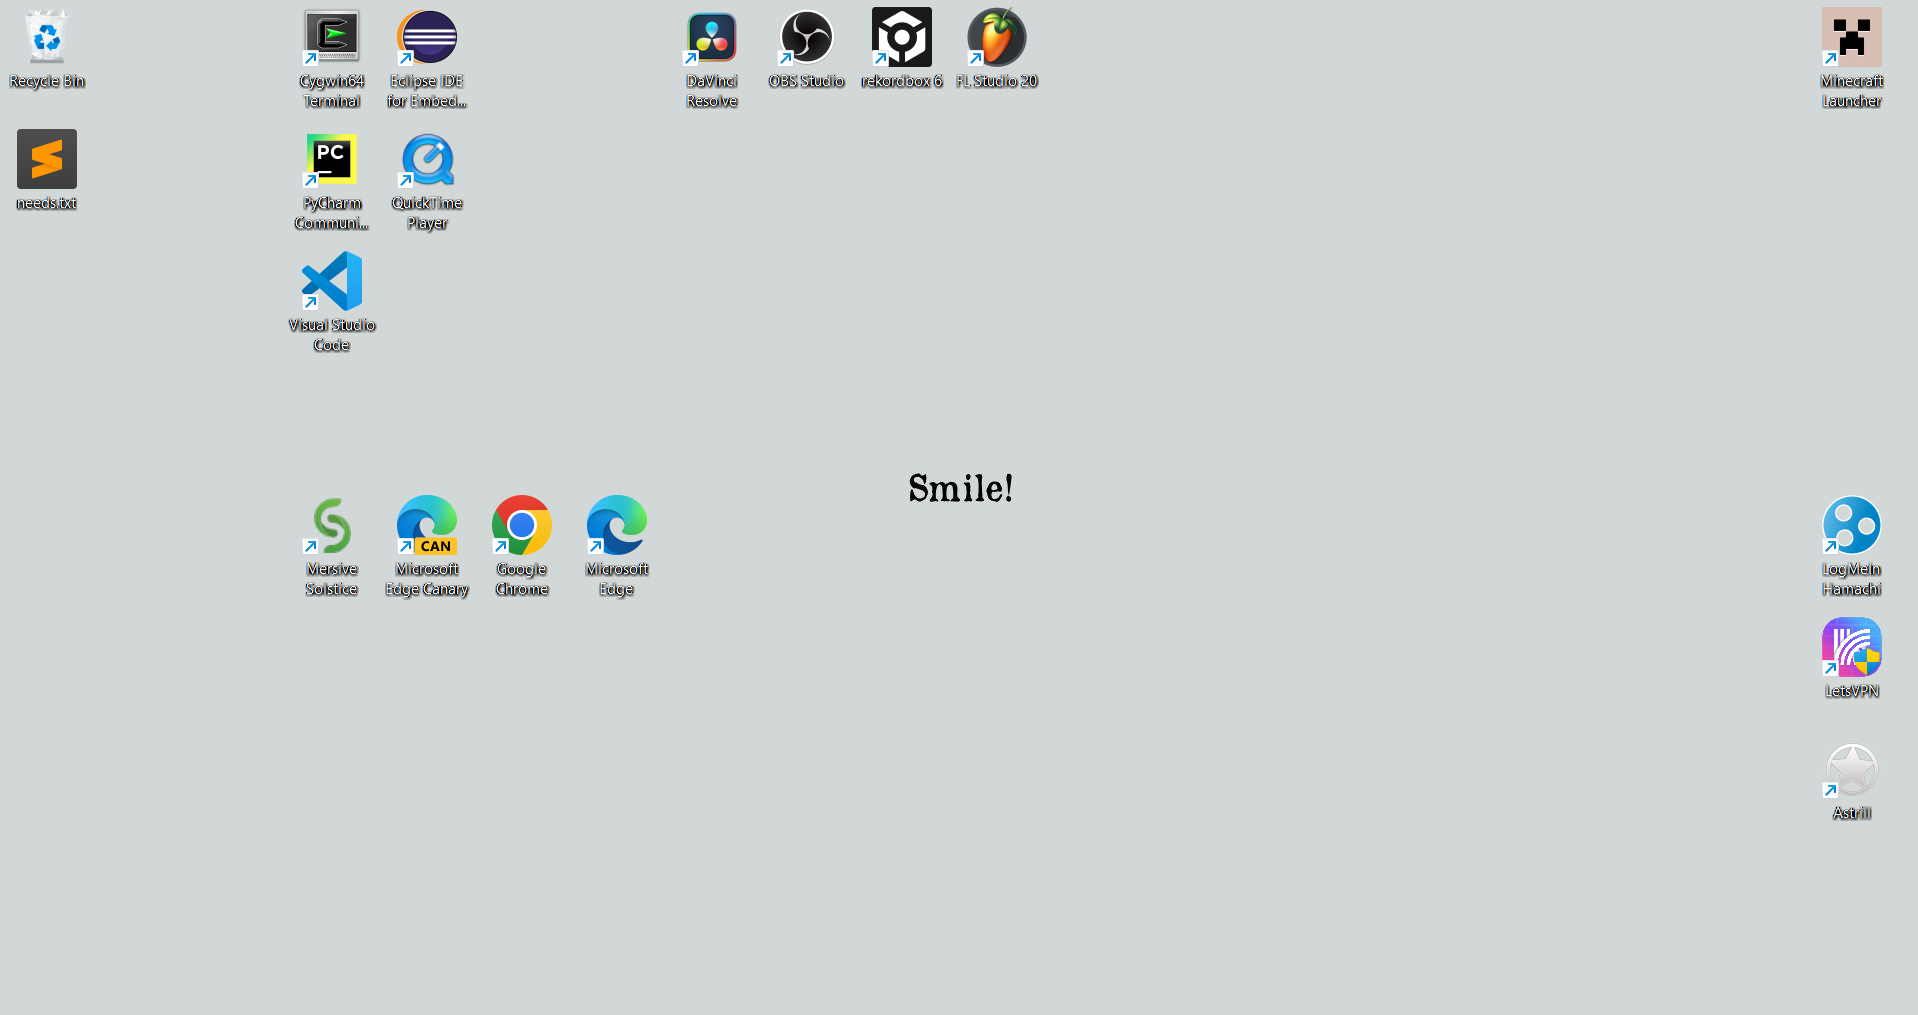 Recycle Bin
Cygwin64
Terminal
Eclipse IDE
for Embed...
DaVinci
Resolve
OBS Studio
rekordbox 6
FL Studio 20
Minecraft
Launcher
needs.txt
PC
PyCharm
Communi...
QuickTime
Player
Visual Studio
Code
Smile!
Mersive
Solstice
CAN
Microsoft
Edge Canary
Google
Chrome
Microsoft
Edge
LogMeIn
Hamachi
LetsVPN
Astrill